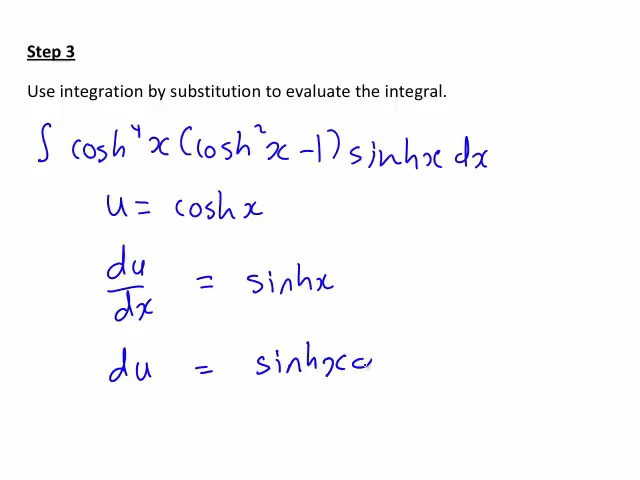 Step 3
Use integration by substitution to evaluate the integral.
∫ cosh⁴x (cosh²x − 1) sinhx dx
u = coshx
du/dx = sinhx
du = sinhx